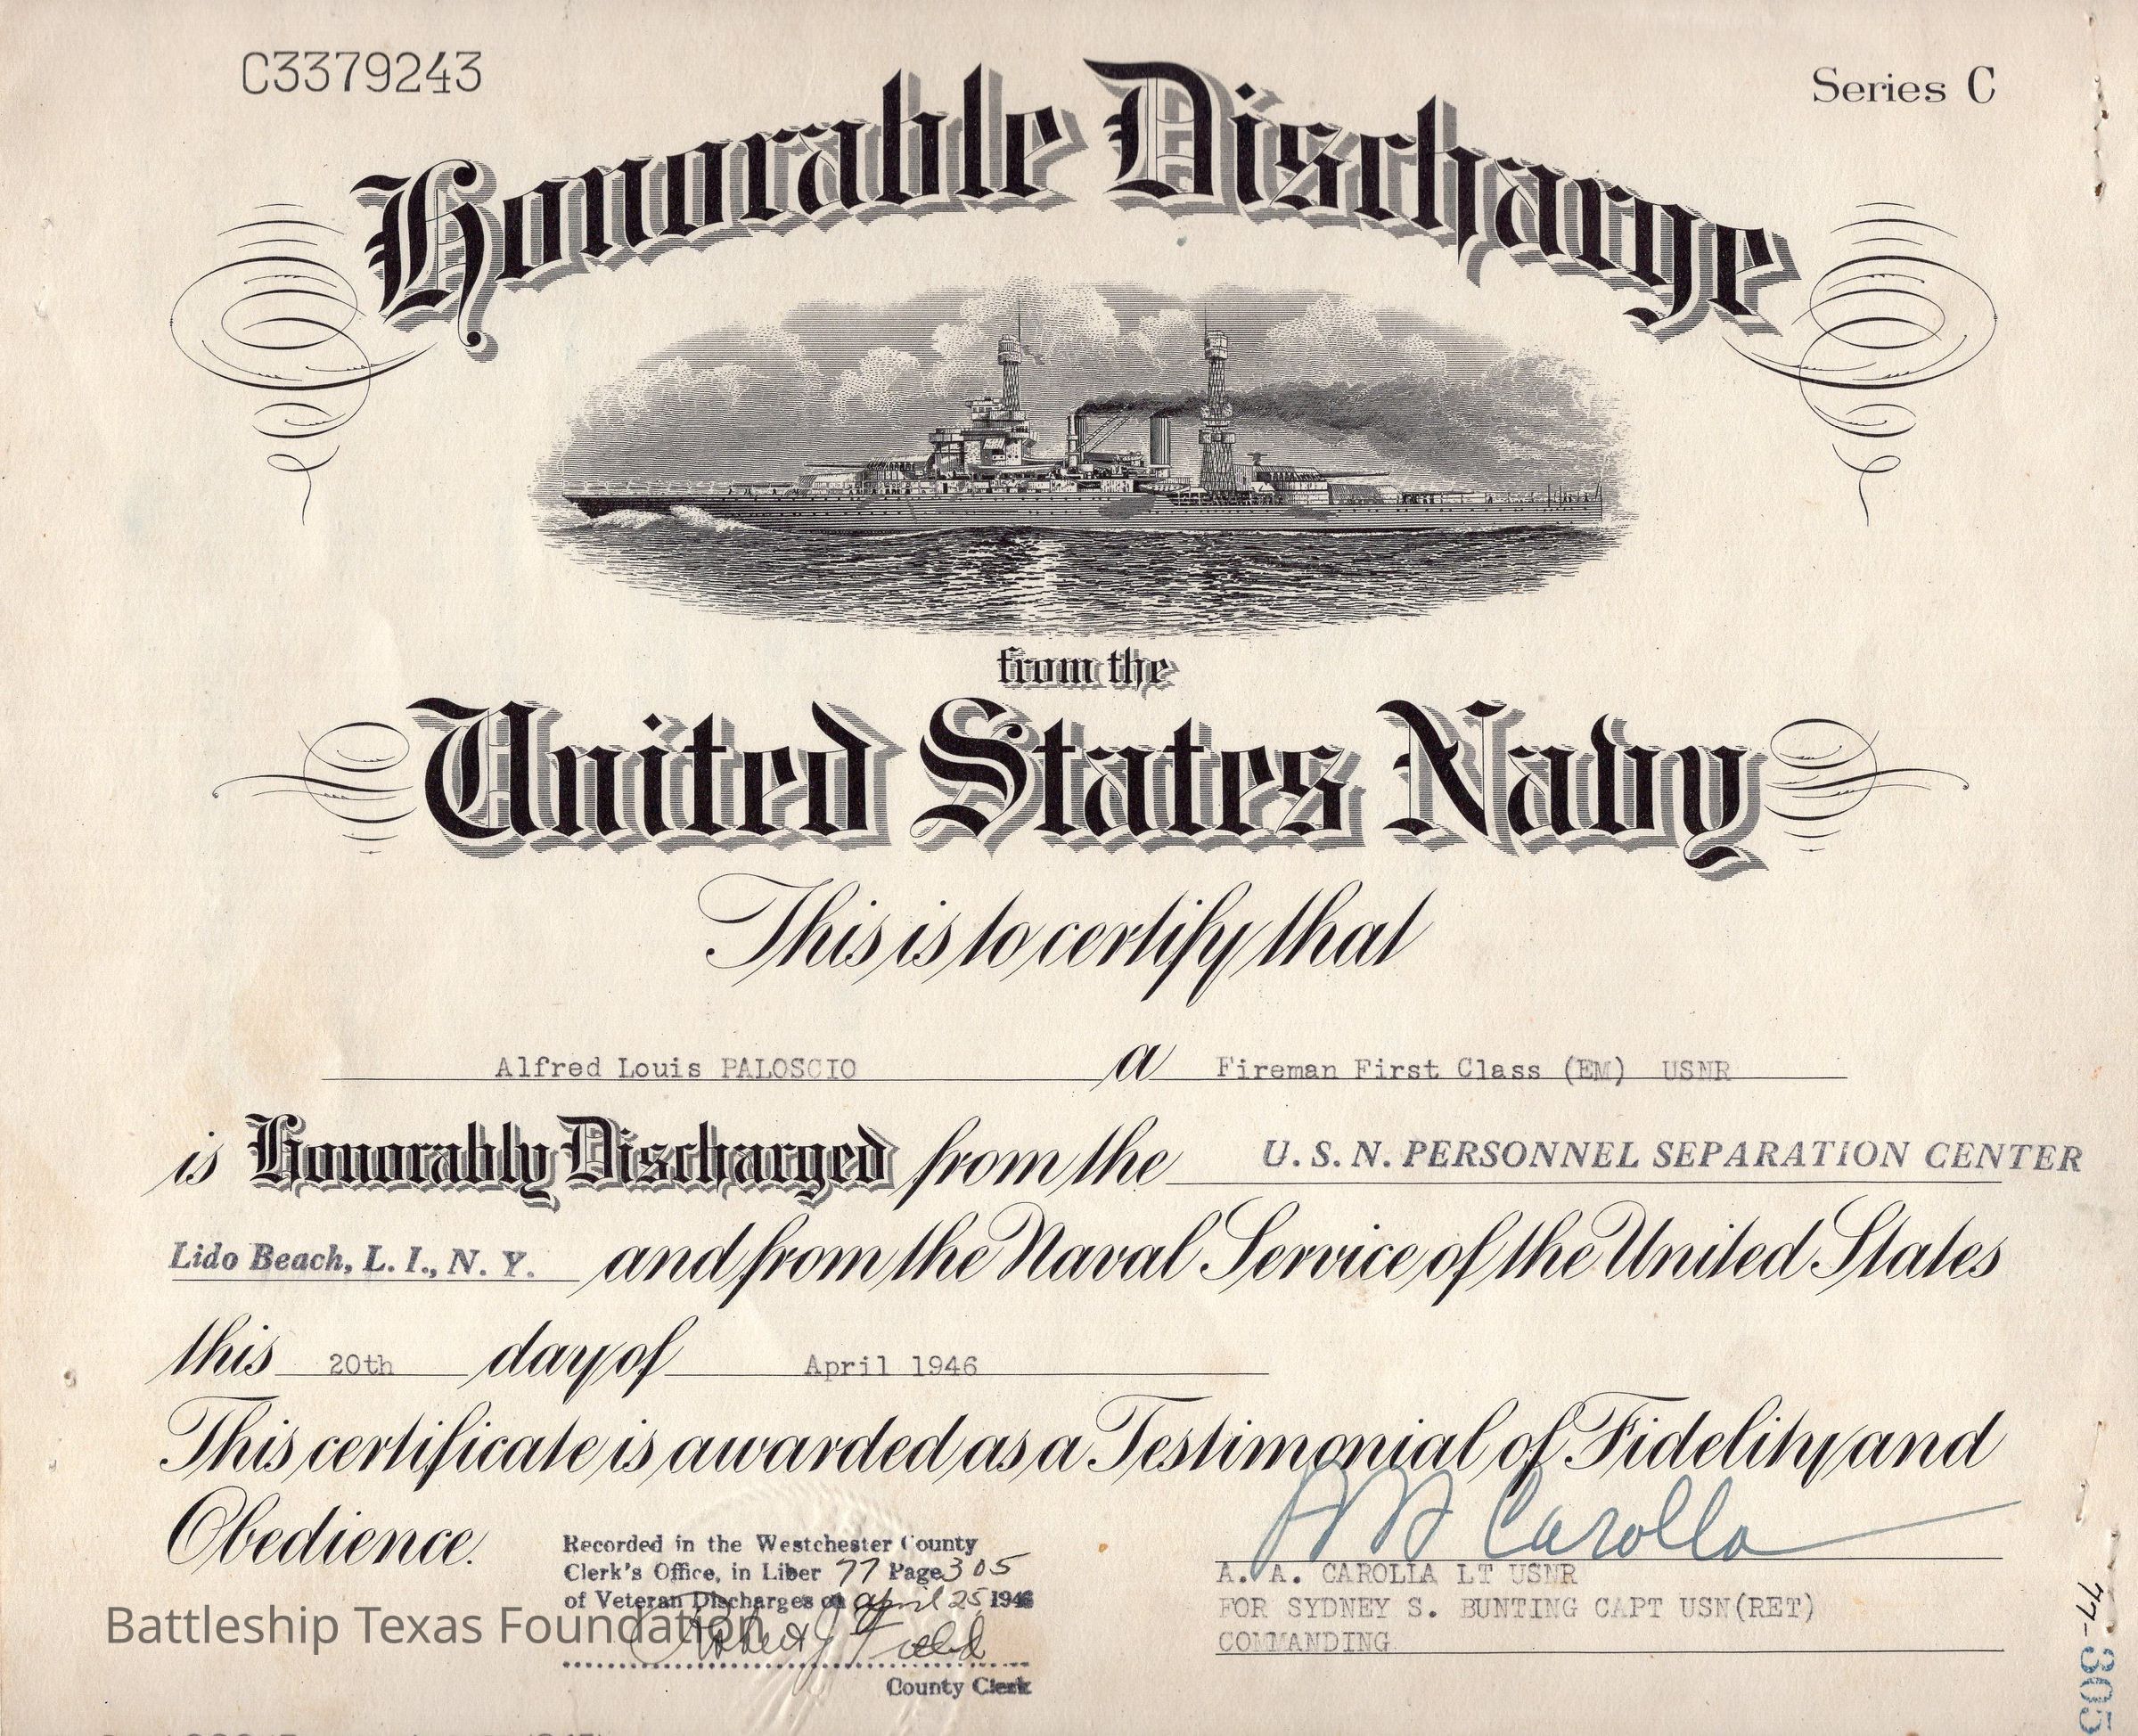 C3379243
Series C
Honorable Discharge
from the
United States Navy
This is to certify that
Alfred Louis PALOSCIO a Fireman First Class (EM) USNR
is Honorably Discharged from the U. S. N. PERSONNEL SEPARATION CENTER
Lido Beach, L. I., N. Y. and from the Naval Service of the United States
this 20th day of April 1946
This certificate is awarded as a Testimonial of Fidelity and
Obedience.
Recorded in the Westchester County
Clerk's Office, in Liber 77 Page 305
of Veteran Discharges on April 25 1946
Robert J Field
County Clerk
A A Carolla
A. A. CAROLLA LT USNR
FOR SYDNEY S. BUNTING CAPT USN(RET)
COMMANDING
Battleship Texas Foundation
77-305